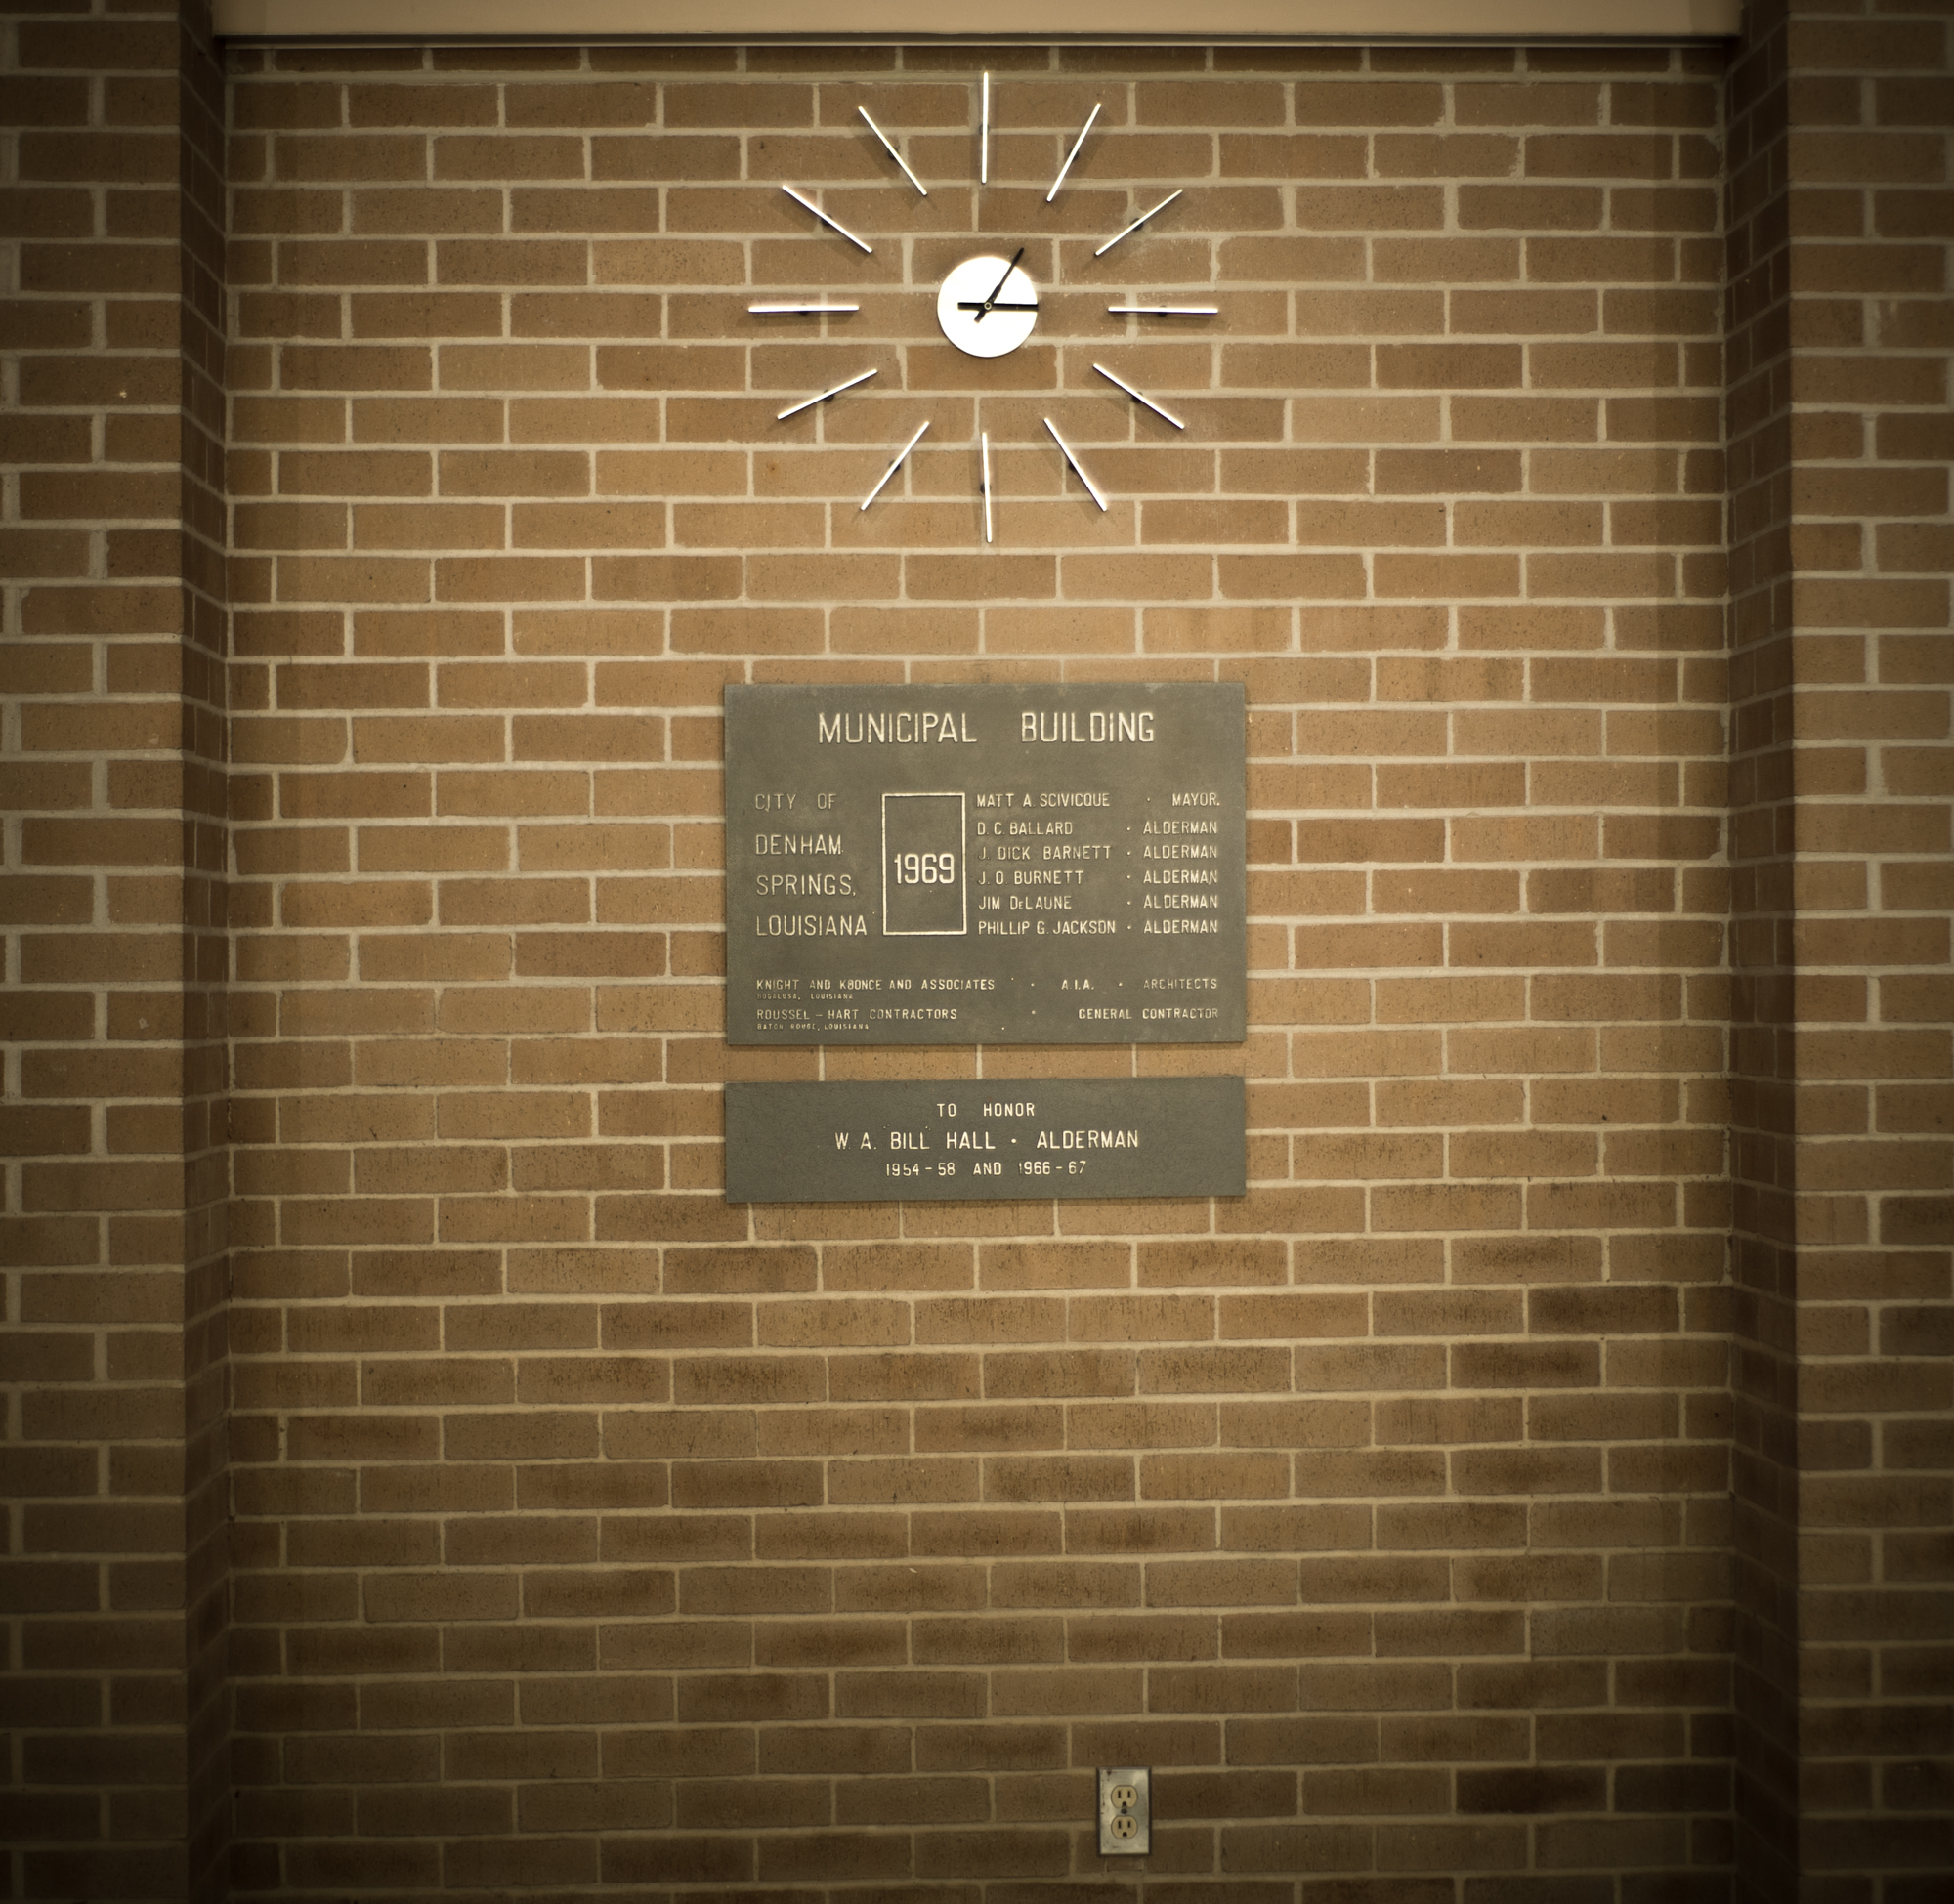 MUNICIPAL BUILDING
CITY OF
DENHAM
SPRINGS,
LOUISIANA
1969
MATT A. SCIVICQUE · MAYOR.
D. C. BALLARD · ALDERMAN
J. DICK BARNETT · ALDERMAN
J. O. BURNETT · ALDERMAN
JIM DeLAUNE · ALDERMAN
PHILLIP G. JACKSON · ALDERMAN
KNIGHT AND KOONCE AND ASSOCIATES · A.I.A. · ARCHITECTS
BOGALUSA, LOUISIANA
ROUSSEL - HART CONTRACTORS · GENERAL CONTRACTOR
BATON ROUGE, LOUISIANA
TO HONOR
W. A. BILL HALL · ALDERMAN
1954-58 AND 1966-67